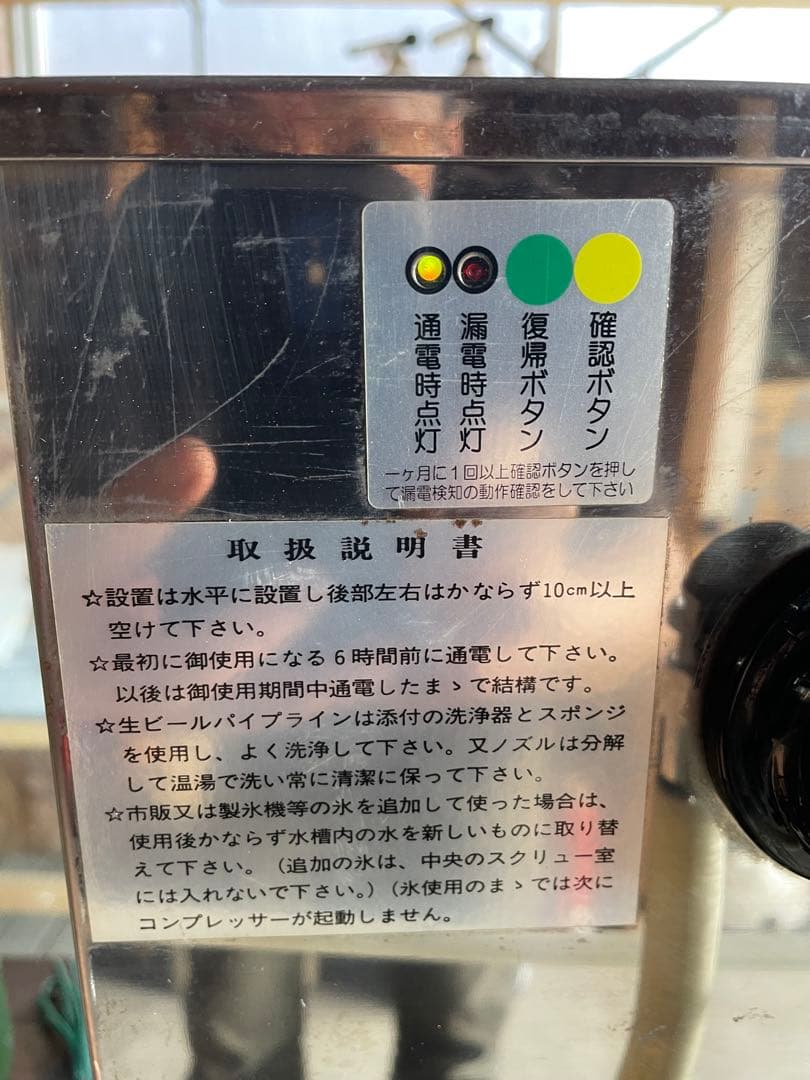 確認ボタン
復帰ボタン
漏電時点灯
通電時点灯
一ヶ月に1回以上確認ボタンを押し
て漏電検知の動作確認をして下さい
取扱説明書
☆設置は水平に設置し後部左右はかならず10cm以上
空けて下さい。
☆最初に御使用になる6時間前に通電して下さい。
以後は御使用期間中通電したまゝで結構です。
☆生ビールパイプラインは添付の洗浄器とスポンジ
を使用し、よく洗浄して下さい。又ノズルは分解
して温湯で洗い常に清潔に保って下さい。
☆市販又は製氷機等の氷を追加して使った場合は、
使用後かならず水槽内の水を新しいものに取り替
えて下さい。（追加の氷は、中央のスクリュー室
には入れないで下さい。）（氷使用のまゝでは次に
コンプレッサーが起動しません。